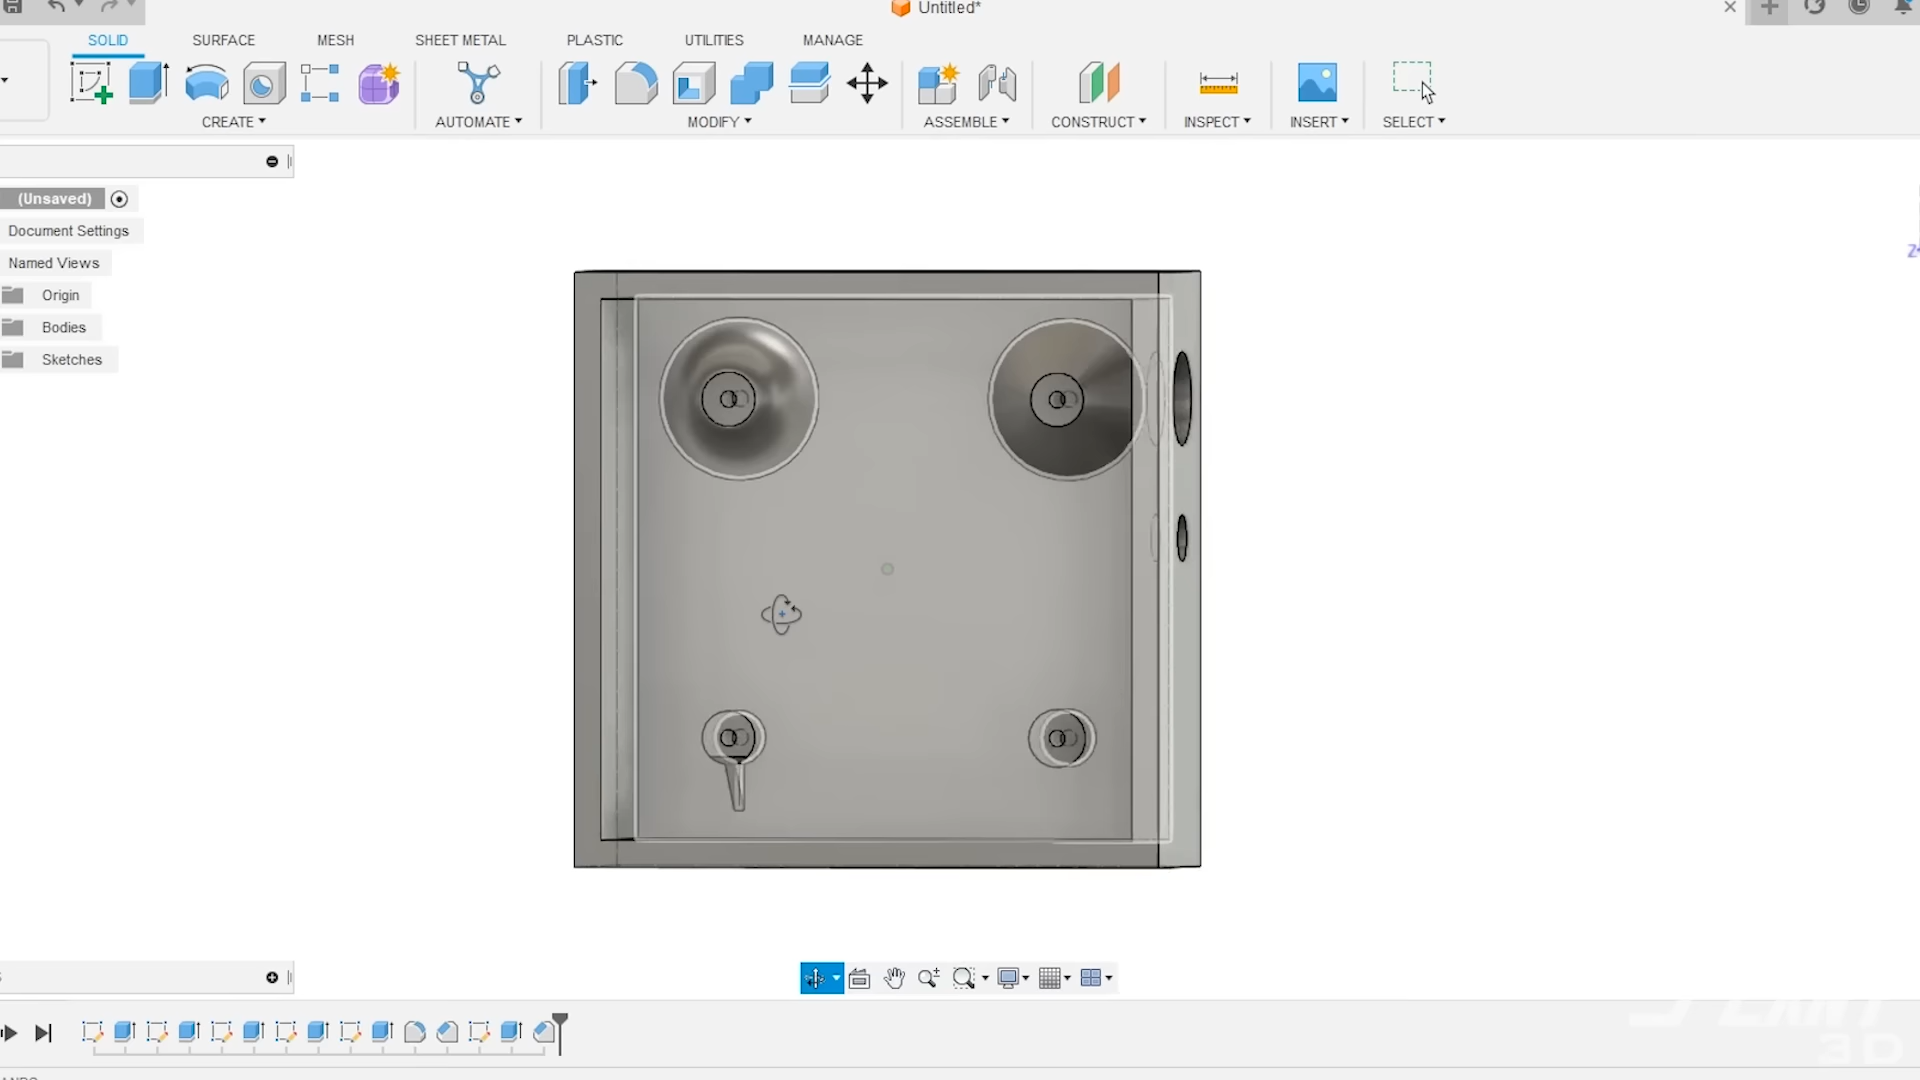 Untitled*
SOLID SURFACE MESH SHEET METAL PLASTIC UTILITIES MANAGE
CREATE AUTOMATE MODIFY ASSEMBLE CONSTRUCT INSPECT INSERT SELECT
(Unsaved)
Document Settings
Named Views
Origin
Bodies
Sketches
Z
3D